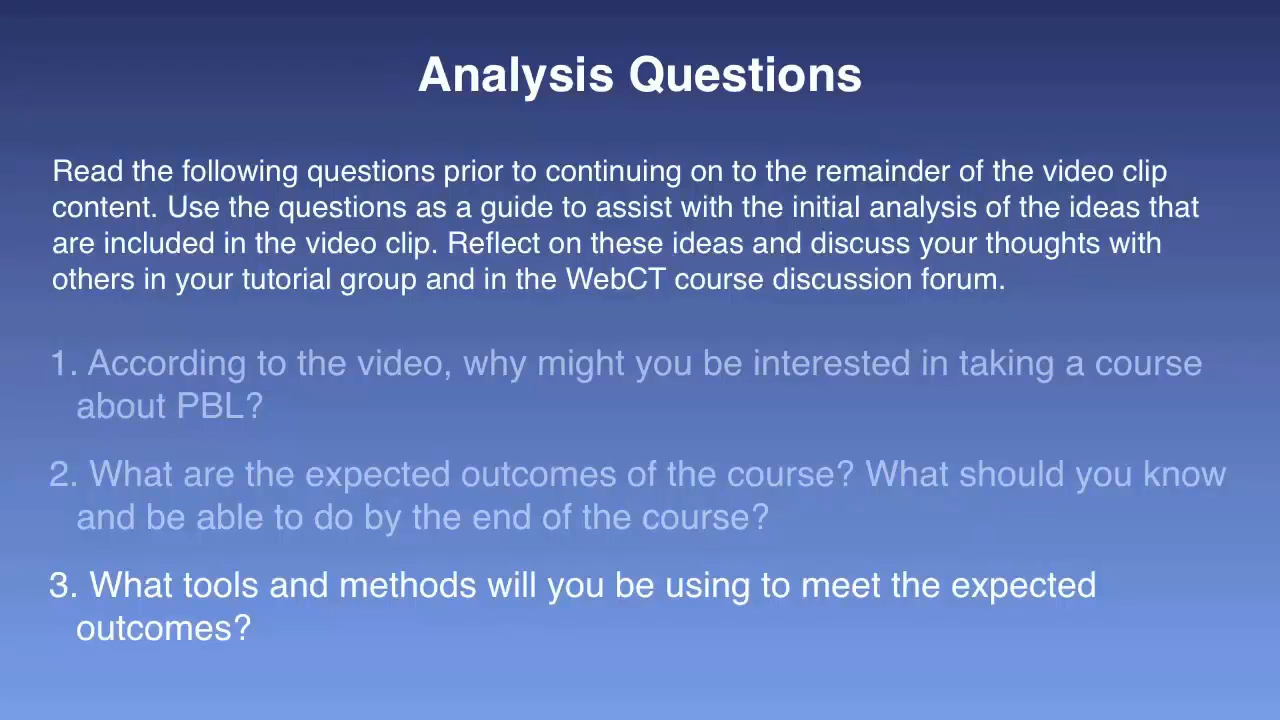 Analysis Questions
Read the following questions prior to continuing on to the remainder of the video clip
content. Use the questions as a guide to assist with the initial analysis of the ideas that
are included in the video clip. Reflect on these ideas and discuss your thoughts with
others in your tutorial group and in the WebCT course discussion forum.
1. According to the video, why might you be interested in taking a course
about PBL?
2. What are the expected outcomes of the course? What should you know
and be able to do by the end of the course?
3. What tools and methods will you be using to meet the expected
outcomes?